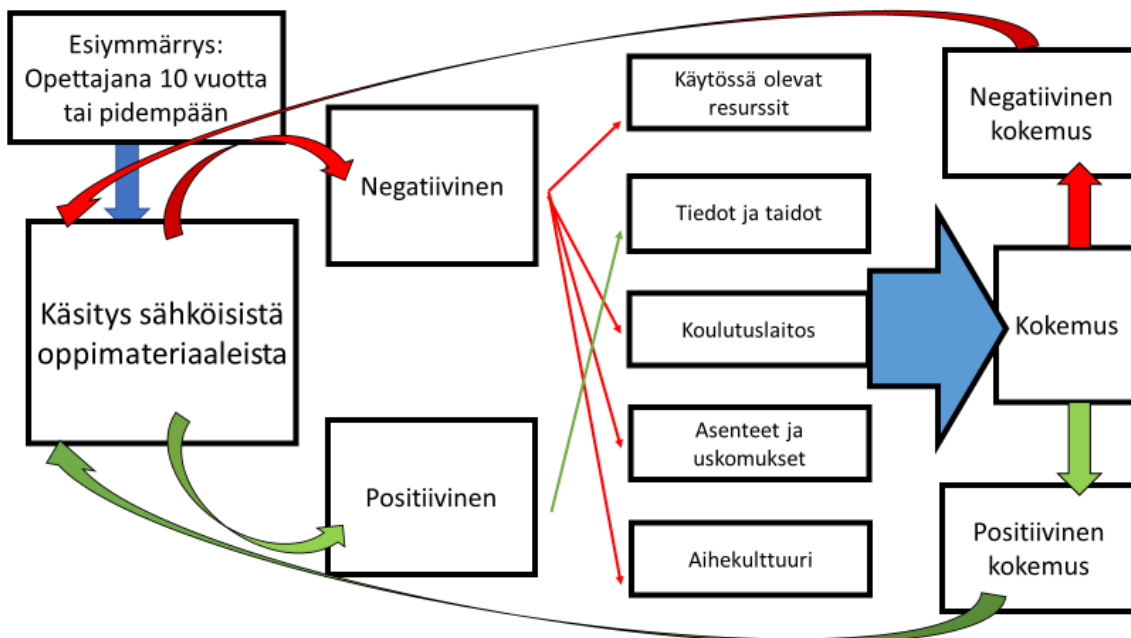 Esiymmärrys:
Opettajana 10 vuotta
tai pidempään
Käsitys sähköisistä
oppimateriaaleista
Negatiivinen
Positiivinen
Käytössä olevat
resurssit
Tiedot ja taidot
Koulutuslaitos
Asenteet ja
uskomukset
Aihekulttuuri
Negatiivinen
kokemus
Kokemus
Positiivinen
kokemus